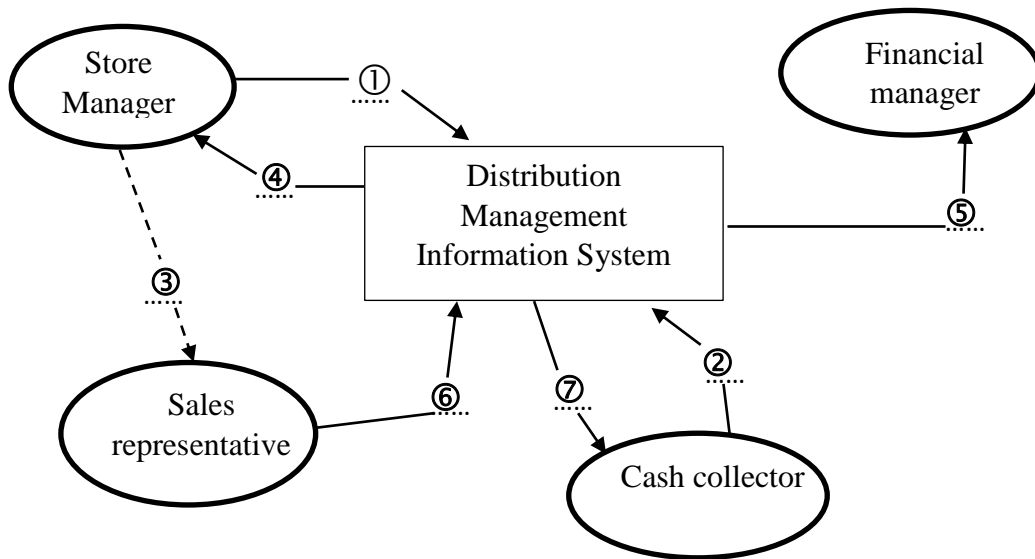 Store
Manager
①
......
Financial
manager
④
......
Distribution
Management
Information System
⑤
......
③
......
②
......
⑥
......
⑦
......
Sales
representative
Cash collector